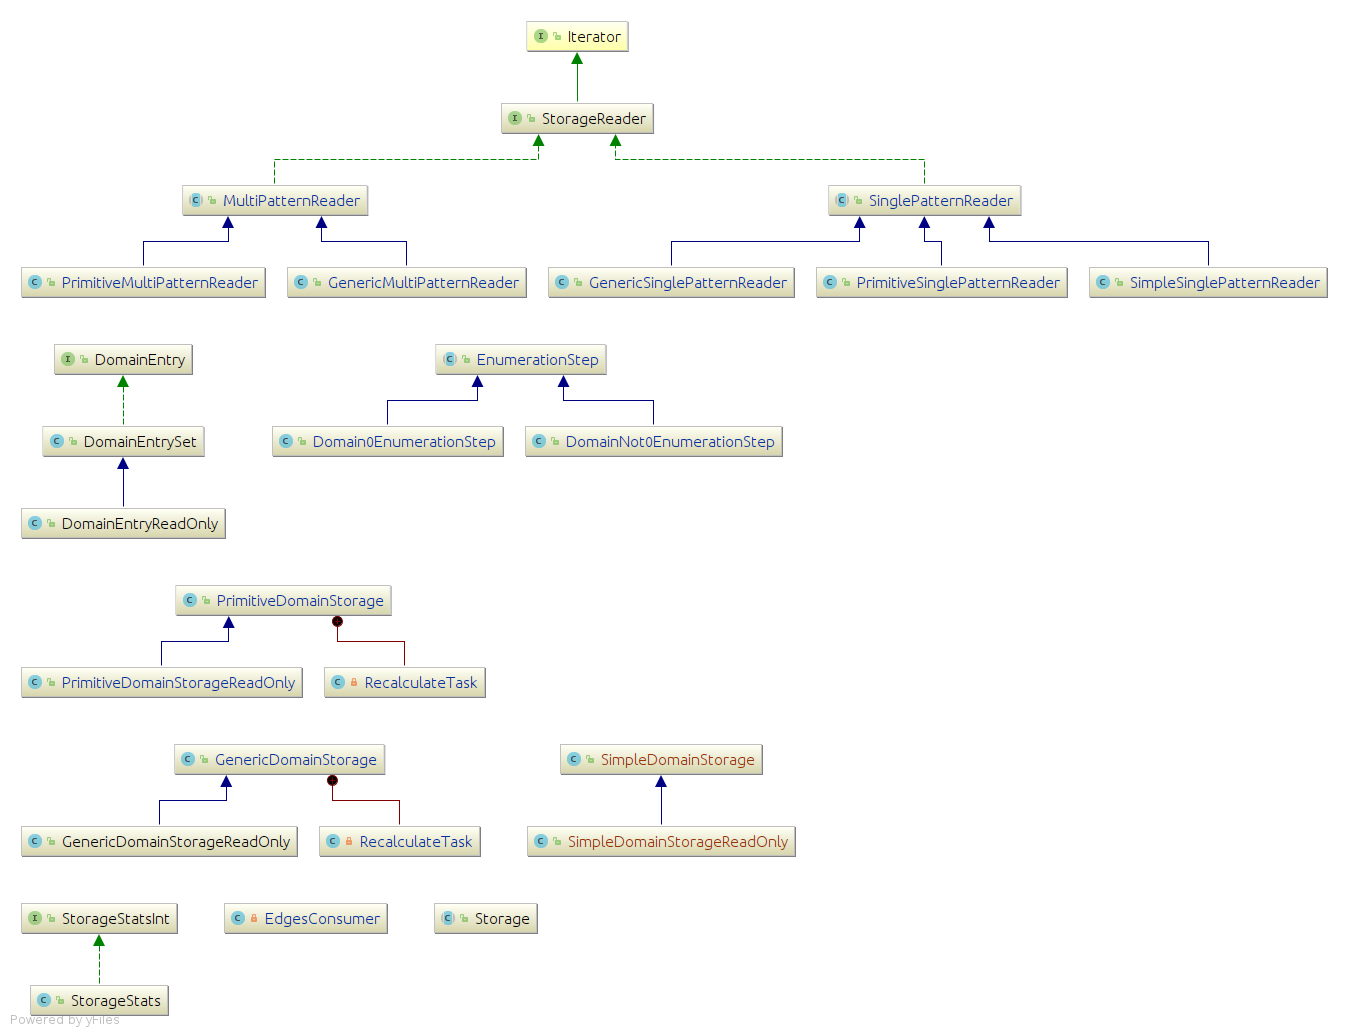 Iterator
StorageReader
MultiPatternReader
SinglePatternReader
PrimitiveMultiPatternReader
GenericMultiPatternReader
GenericSinglePatternReader
PrimitiveSinglePatternReader
SimpleSinglePatternReader
DomainEntry
EnumerationStep
DomainEntrySet
Domain0EnumerationStep
DomainNot0EnumerationStep
DomainEntryReadOnly
PrimitiveDomainStorage
PrimitiveDomainStorageReadOnly
RecalculateTask
GenericDomainStorage
SimpleDomainStorage
GenericDomainStorageReadOnly
RecalculateTask
SimpleDomainStorageReadOnly
StorageStatsInt
EdgesConsumer
Storage
StorageStats
Powered by yFiles